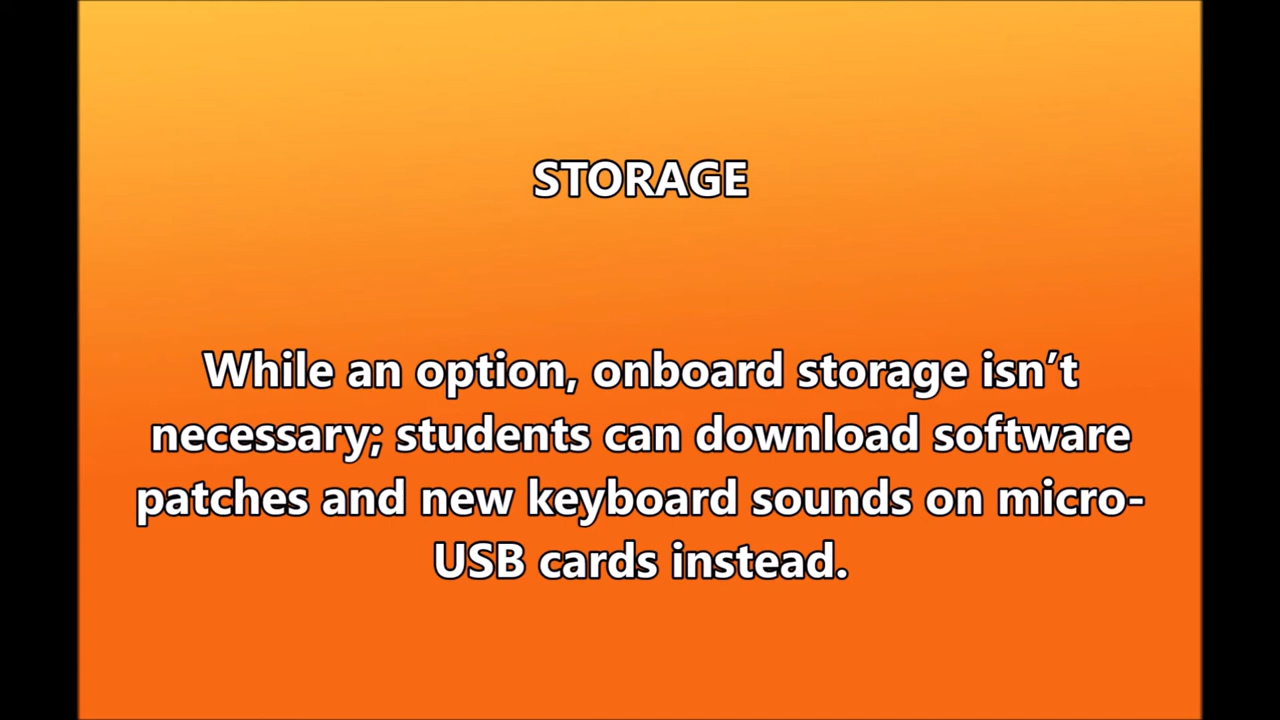 STORAGE
While an option, onboard storage isn’t
necessary; students can download software
patches and new keyboard sounds on micro-
USB cards instead.